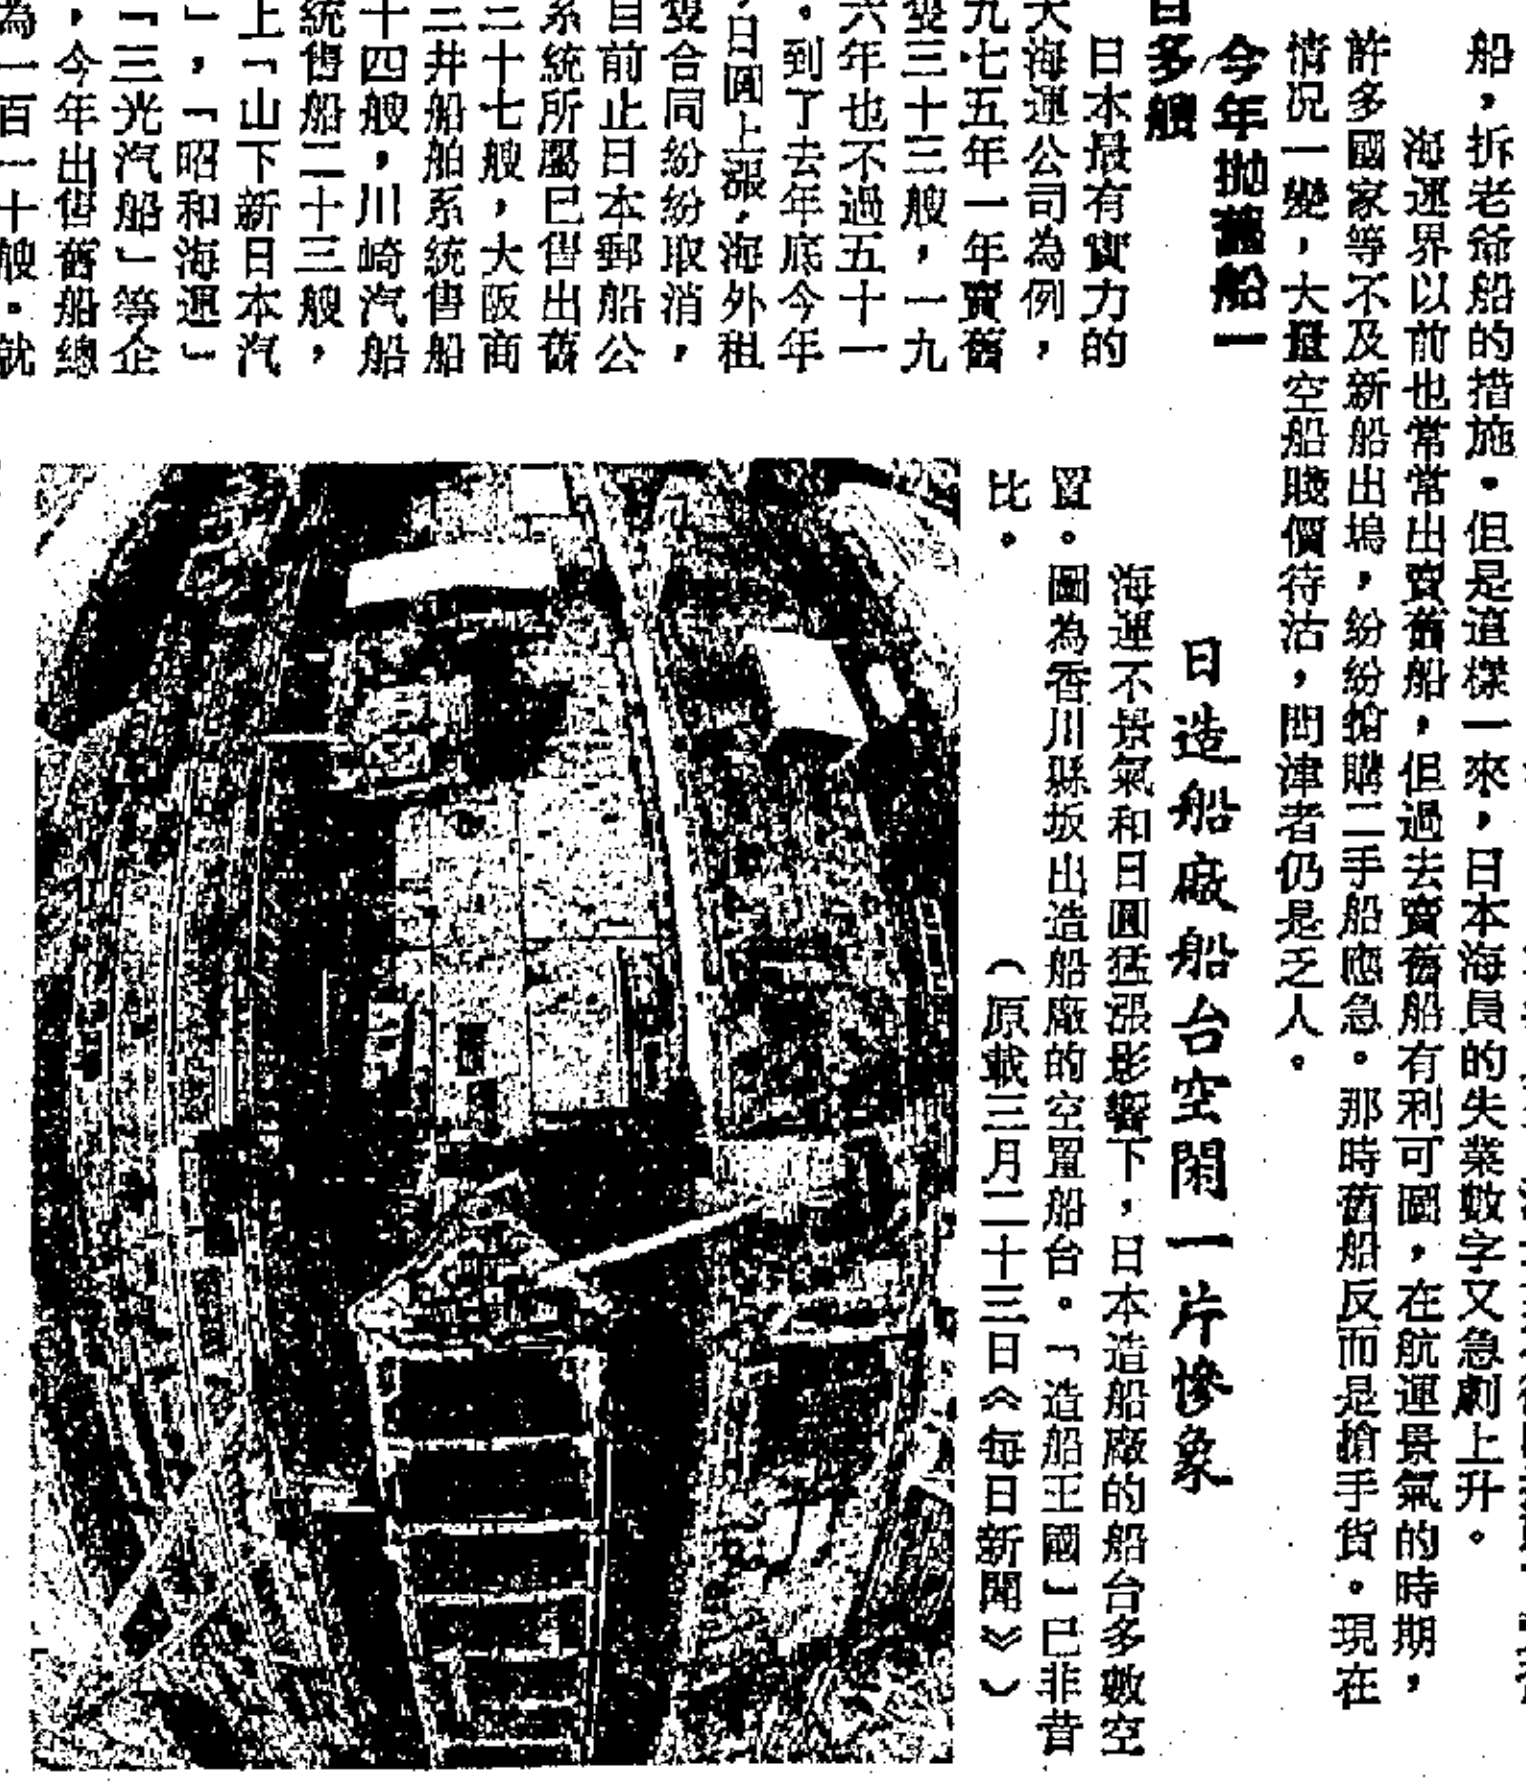 船，拆老爺船的措施。但是這樣一來，日本海員的失業數字又急劇上升。
海運界以前也常常出賣舊船，但過去賣舊船有利可圖，在航運景氣的時期，
許多國家等不及新船出塢，紛紛搶購二手船應急。那時舊船反而是搶手貨。現在
情况一變，大量空船賤價待沽，問津者仍是乏人。
今年拋舊船一
百多艘
日本最有實力的
大海運公司為例，
九七五年一年賣舊
三十三艘，一九
六年也不過五十一
。到了去年底今年
，日圓上漲，海外租
合同紛紛取消，
目前止日本郵船公
系統所屬已售出舊
二十七艘，大阪商
三井船舶系統售船
十四艘，川崎汽船
統售船二十三艘，
上「山下新日本汽
」，「昭和海運」
「三光汽船」等企
，今年出售舊船總
為一百一十艘。就
日造船廠船台空閑一片慘象
海運不景氣和日圓猛漲影響下，日本造船廠的船台多數空
置。圖為香川縣坂出造船廠的空置船台。「造船王國」已非昔
比。
（原載三月二十三日《每日新聞》）